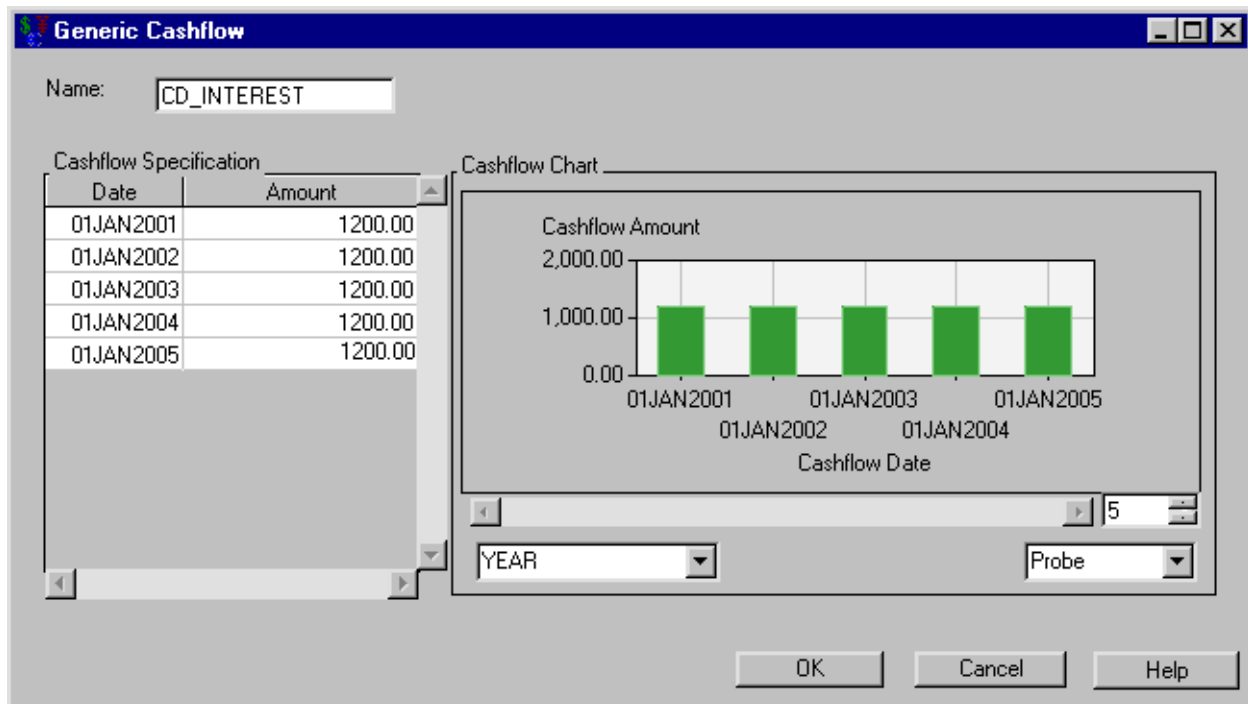 Generic Cashflow
Name: CD_INTEREST
Cashflow Specification
Date Amount
01JAN2001 1200.00
01JAN2002 1200.00
01JAN2003 1200.00
01JAN2004 1200.00
01JAN2005 1200.00
Cashflow Chart
Cashflow Amount
2,000.00
1,000.00
0.00
01JAN2001 01JAN2003 01JAN2005
01JAN2002 01JAN2004
Cashflow Date
5
YEAR Probe
OK Cancel Help